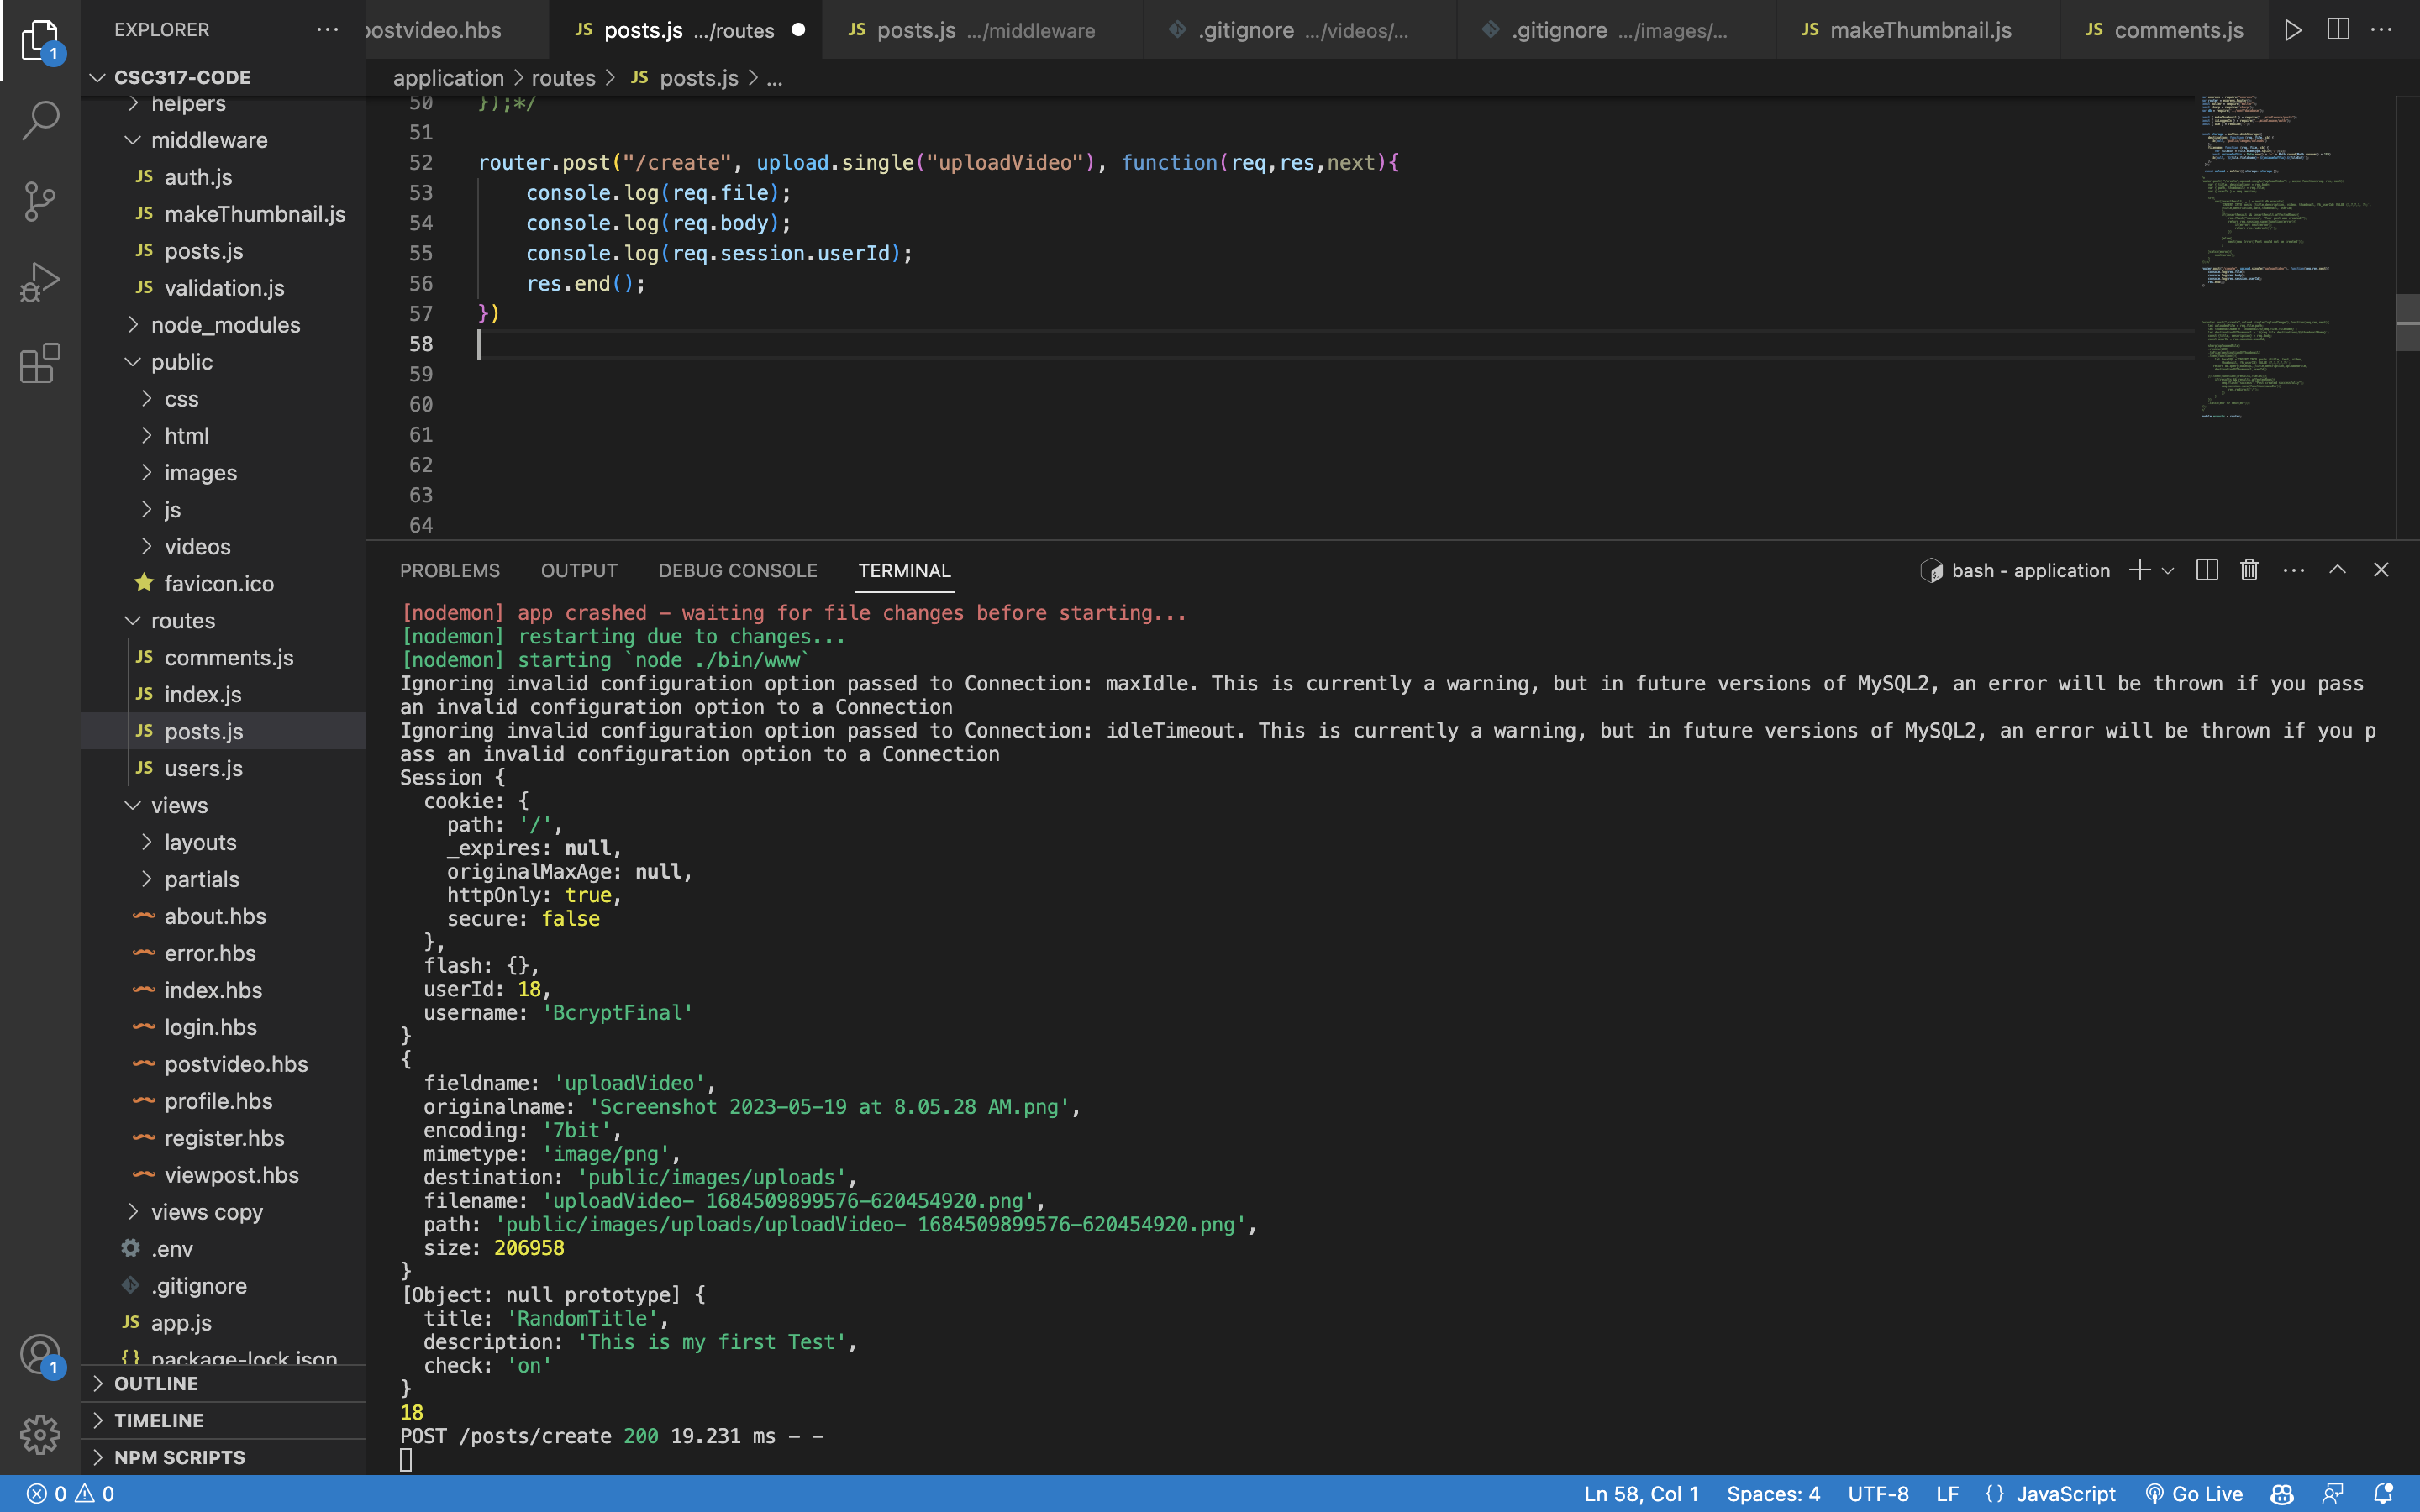 EXPLORER
CSC317-CODE
helpers
middleware
auth.js
makeThumbnail.js
posts.js
validation.js
node_modules
public
css
html
images
js
videos
favicon.ico
routes
comments.js
index.js
posts.js
users.js
views
layouts
partials
about.hbs
error.hbs
index.hbs
login.hbs
postvideo.hbs
profile.hbs
register.hbs
viewpost.hbs
views copy
.env
.gitignore
app.js
package-lock.json
OUTLINE
TIMELINE
NPM SCRIPTS
postvideo.hbs JS posts.js .../routes JS posts.js .../middleware .gitignore .../videos/... .gitignore .../images/... JS makeThumbnail.js JS comments.js
application > routes > JS posts.js > ...
50 });*/
51
52 router.post("/create", upload.single("uploadVideo"), function(req,res,next){
53 console.log(req.file);
54 console.log(req.body);
55 console.log(req.session.userId);
56 res.end();
57 })
58
59
60
61
62
63
64
PROBLEMS OUTPUT DEBUG CONSOLE TERMINAL bash - application
[nodemon] app crashed - waiting for file changes before starting...
[nodemon] restarting due to changes...
[nodemon] starting `node ./bin/www`
Ignoring invalid configuration option passed to Connection: maxIdle. This is currently a warning, but in future versions of MySQL2, an error will be thrown if you pass
an invalid configuration option to a Connection
Ignoring invalid configuration option passed to Connection: idleTimeout. This is currently a warning, but in future versions of MySQL2, an error will be thrown if you p
ass an invalid configuration option to a Connection
Session {
cookie: {
path: '/',
_expires: null,
originalMaxAge: null,
httpOnly: true,
secure: false
},
flash: {},
userId: 18,
username: 'BcryptFinal'
}
{
fieldname: 'uploadVideo',
originalname: 'Screenshot 2023-05-19 at 8.05.28 AM.png',
encoding: '7bit',
mimetype: 'image/png',
destination: 'public/images/uploads',
filename: 'uploadVideo- 1684509899576-620454920.png',
path: 'public/images/uploads/uploadVideo- 1684509899576-620454920.png',
size: 206958
}
[Object: null prototype] {
title: 'RandomTitle',
description: 'This is my first Test',
check: 'on'
}
18
POST /posts/create 200 19.231 ms - -
0 0 Ln 58, Col 1 Spaces: 4 UTF-8 LF {} JavaScript Go Live